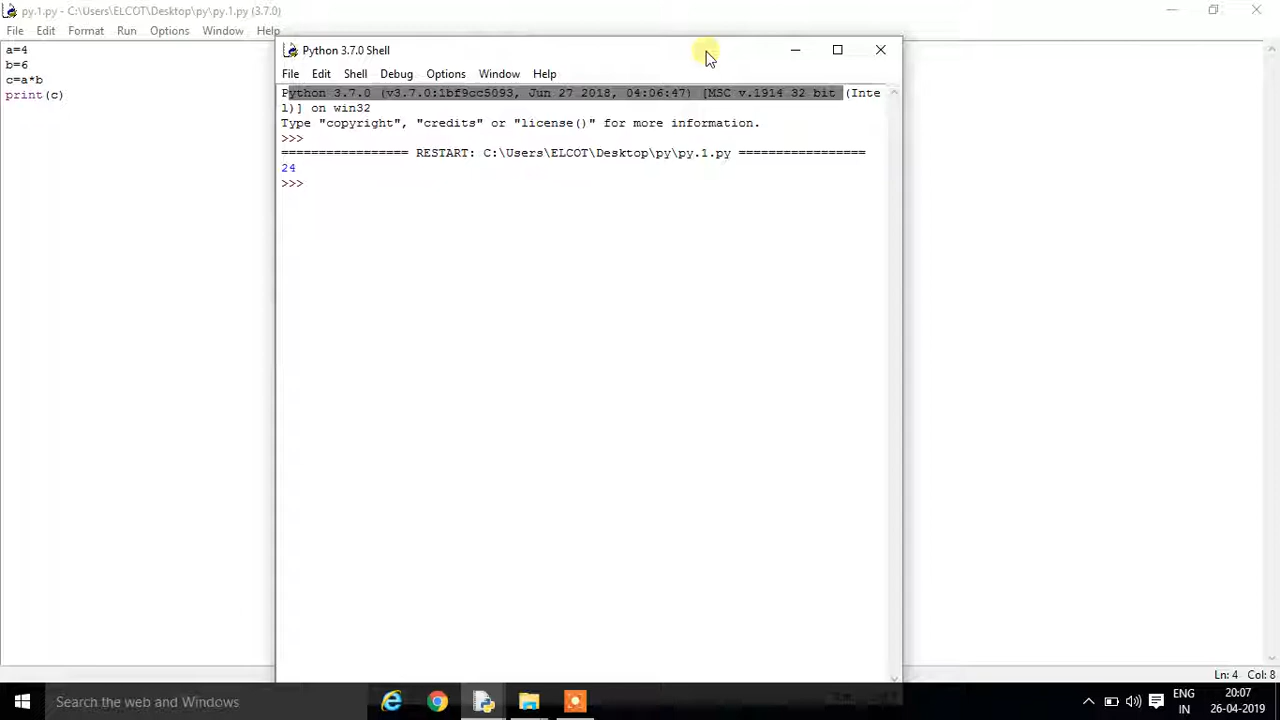 py.1.py - C:\Users\ELCOT\Desktop\py\py.1.py (3.7.0)
File Edit Format Run Options Window Help
a=4
b=6
c=a*b
print(c)
Python 3.7.0 Shell
File Edit Shell Debug Options Window Help
Python 3.7.0 (v3.7.0:1bf9cc5093, Jun 27 2018, 04:06:47) [MSC v.1914 32 bit (Inte
l)] on win32
Type "copyright", "credits" or "license()" for more information.
>>>
================= RESTART: C:\Users\ELCOT\Desktop\py\py.1.py =================
24
>>>
Ln: 4 Col: 8
Search the web and Windows
ENG
IN
20:07
26-04-2019